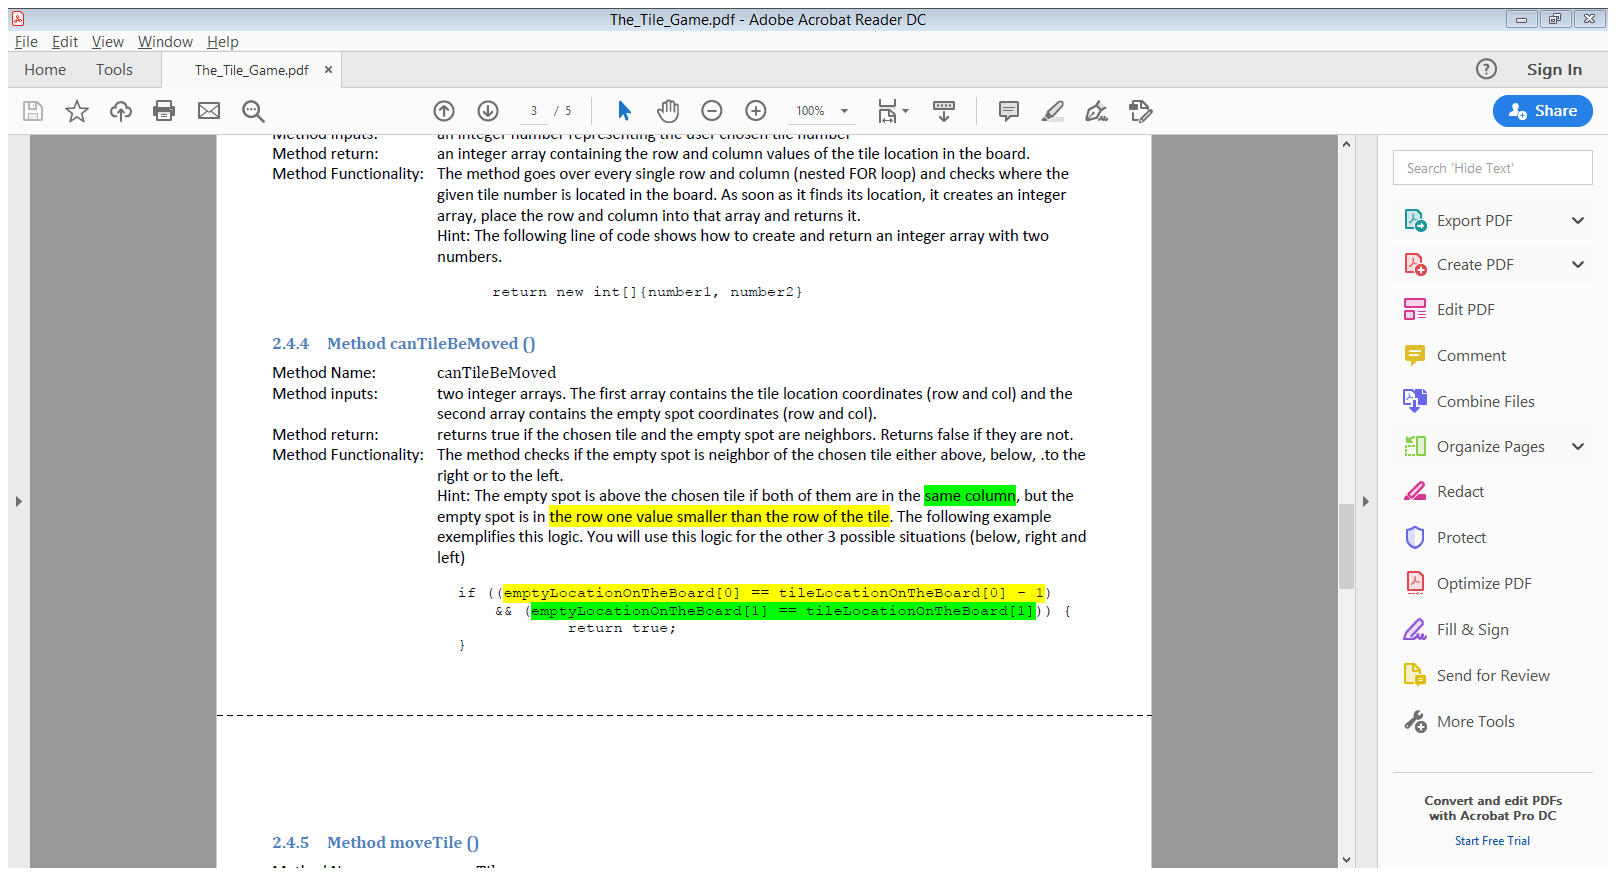 The_Tile_Game.pdf - Adobe Acrobat Reader DC
File Edit View Window Help
Home Tools The_Tile_Game.pdf × Sign In
3 / 5 100% Share
Method inputs: an integer number representing the user chosen tile number
Method return: an integer array containing the row and column values of the tile location in the board.
Method Functionality: The method goes over every single row and column (nested FOR loop) and checks where the
given tile number is located in the board. As soon as it finds its location, it creates an integer
array, place the row and column into that array and returns it.
Hint: The following line of code shows how to create and return an integer array with two
numbers.
return new int[]{number1, number2}
2.4.4 Method canTileBeMoved ()
Method Name: canTileBeMoved
Method inputs: two integer arrays. The first array contains the tile location coordinates (row and col) and the
second array contains the empty spot coordinates (row and col).
Method return: returns true if the chosen tile and the empty spot are neighbors. Returns false if they are not.
Method Functionality: The method checks if the empty spot is neighbor of the chosen tile either above, below, .to the
right or to the left.
Hint: The empty spot is above the chosen tile if both of them are in the same column, but the
empty spot is in the row one value smaller than the row of the tile. The following example
exemplifies this logic. You will use this logic for the other 3 possible situations (below, right and
left)
if ((emptyLocationOnTheBoard[0] == tileLocationOnTheBoard[0] - 1)
&& (emptyLocationOnTheBoard[1] == tileLocationOnTheBoard[1])) {
return true;
}
2.4.5 Method moveTile ()
Search 'Hide Text'
Export PDF
Create PDF
Edit PDF
Comment
Combine Files
Organize Pages
Redact
Protect
Optimize PDF
Fill & Sign
Send for Review
More Tools
Convert and edit PDFs
with Acrobat Pro DC
Start Free Trial